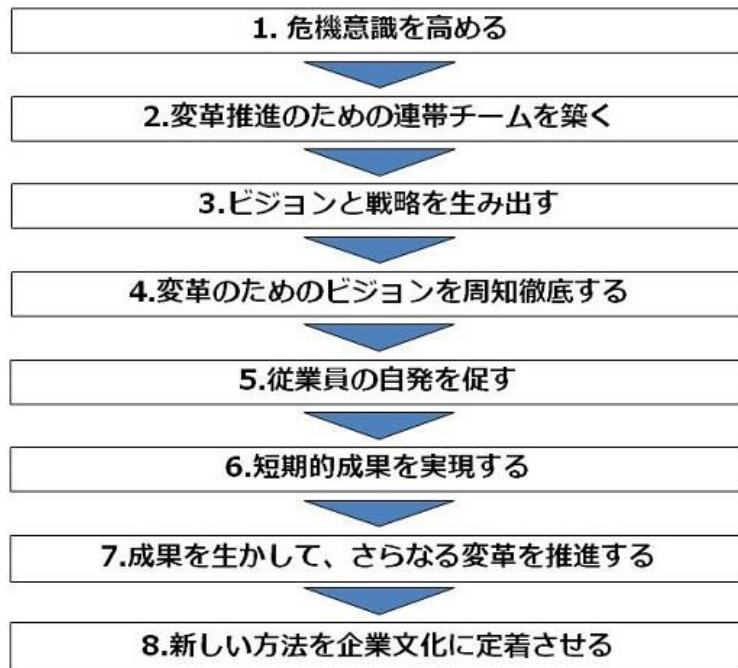 1. 危機意識を高める
2.変革推進のための連帯チームを築く
3.ビジョンと戦略を生み出す
4.変革のためのビジョンを周知徹底する
5.従業員の自発を促す
6.短期的成果を実現する
7.成果を生かして、さらなる変革を推進する
8.新しい方法を企業文化に定着させる